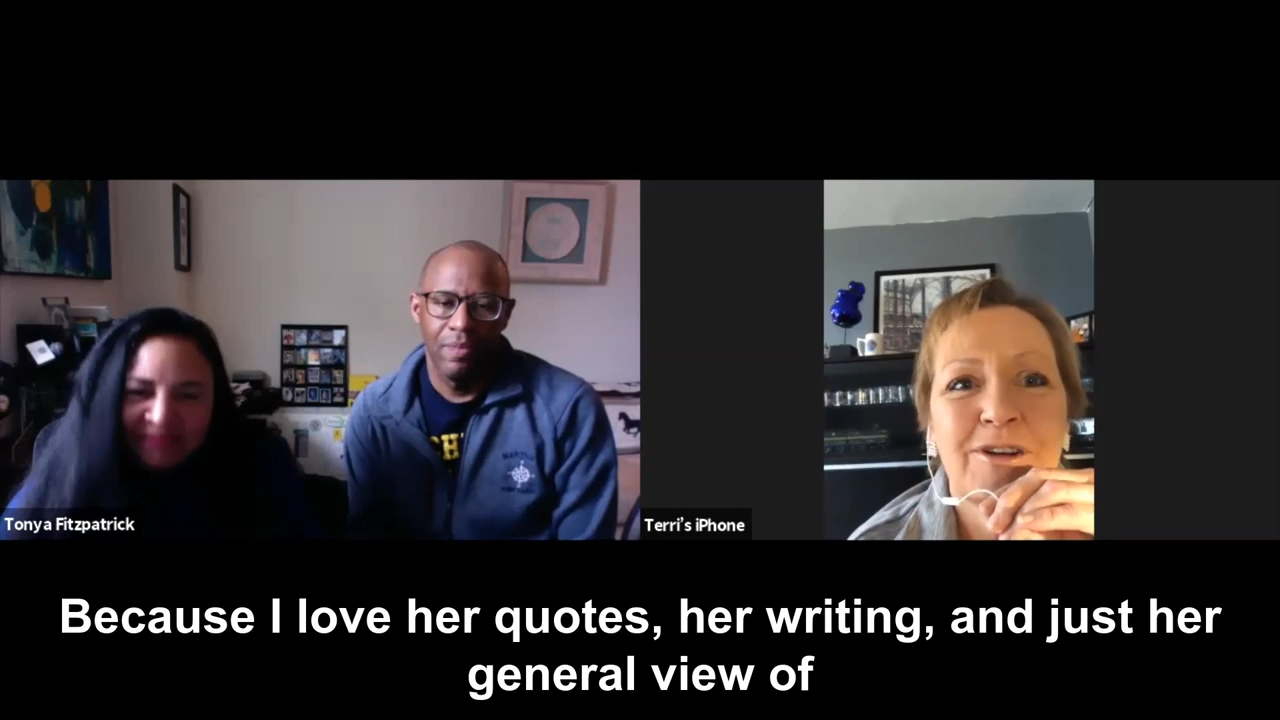 Tonya Fitzpatrick
Terri's iPhone
Because I love her quotes, her writing, and just her
general view of